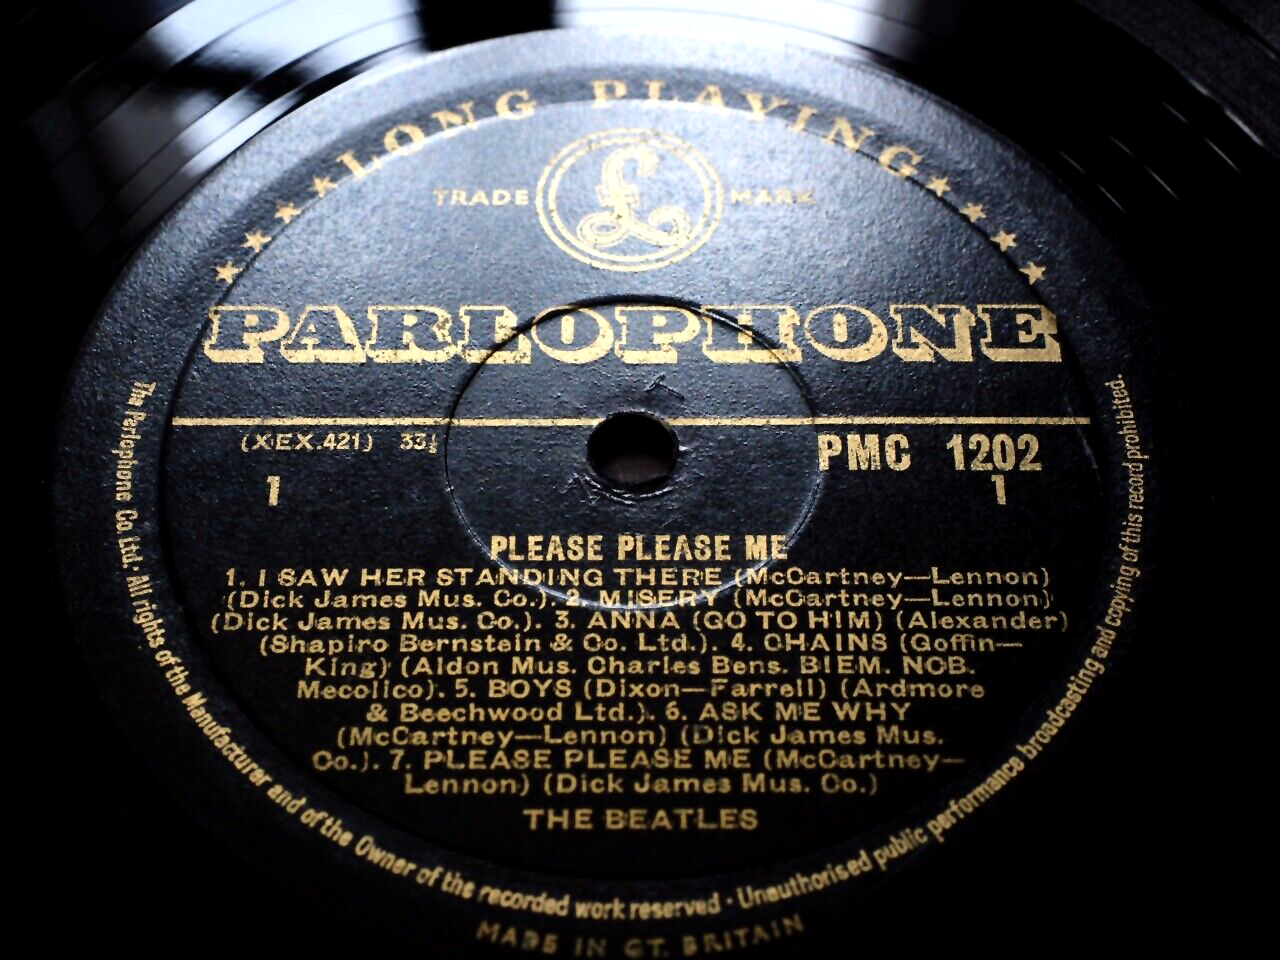 LONG PLAYING
TRADE MARK
£
PARLOPHONE
(XEX.421) 33⅓
PMC 1202
1
1
PLEASE PLEASE ME
1. I SAW HER STANDING THERE (McCartney—Lennon)
(Dick James Mus. Co.). 2. MISERY (McCartney—Lennon)
(Dick James Mus. Co.). 3. ANNA (GO TO HIM) (Alexander)
(Shapiro Bernstein & Co. Ltd.). 4. CHAINS (Goffin—
King) (Aldon Mus. Charles Bens. BIEM. NCB.
Mecolico). 5. BOYS (Dixon—Farrell) (Ardmore
& Beechwood Ltd.). 6. ASK ME WHY
(McCartney—Lennon) (Dick James Mus.
Co.). 7. PLEASE PLEASE ME (McCartney—
Lennon) (Dick James Mus. Co.)
THE BEATLES
The Parlophone Co. Ltd. · All rights of the Manufacturer and of the Owner of the recorded work reserved · Unauthorised public performance broadcasting and copying of this record prohibited.
MADE IN GT. BRITAIN